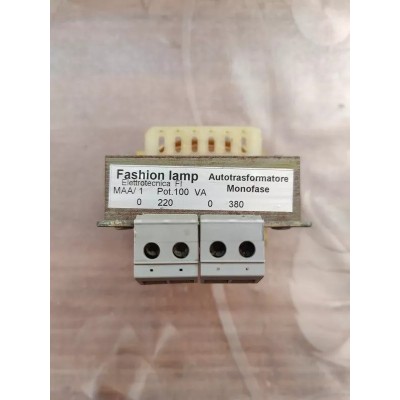 Fashion lamp Autotrasformatore
Elettrotecnica FI Monofase
MAA/1 Pot.100 VA
0 220 0 380